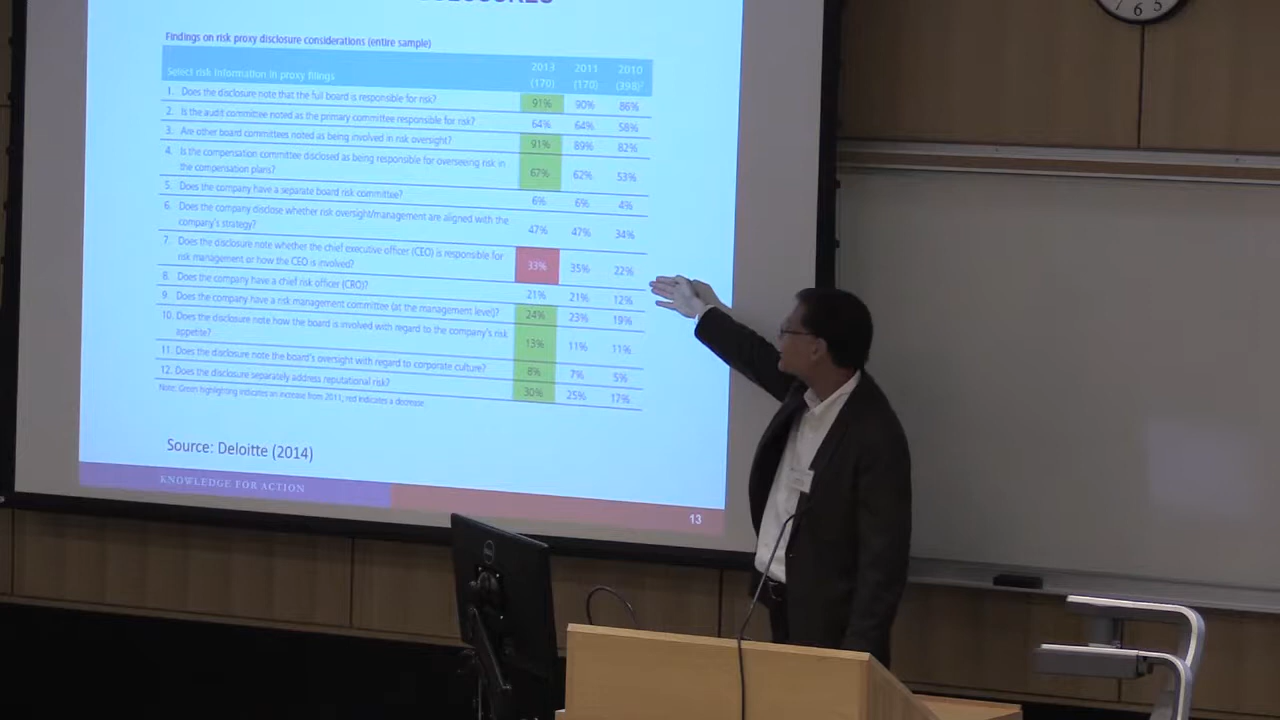 Findings on risk proxy disclosure considerations (entire sample)
Select risk information in proxy filings 2013 (170) 2011 (170) 2010 (398)
1. Does the disclosure note that the full board is responsible for risk? 91% 90% 86%
2. Is the audit committee noted as the primary committee responsible for risk? 64% 64% 58%
3. Are other board committees noted as being involved in risk oversight? 91% 89% 82%
4. Is the compensation committee disclosed as being responsible for overseeing risk in
the compensation plans? 67% 62% 53%
5. Does the company have a separate board risk committee? 6% 6% 4%
6. Does the company disclose whether risk oversight/management are aligned with the
company's strategy? 47% 47% 34%
7. Does the disclosure note whether the chief executive officer (CEO) is responsible for
risk management or how the CEO is involved? 33% 35% 22%
8. Does the company have a chief risk officer (CRO)? 21% 21% 12%
9. Does the company have a risk management committee (at the management level)? 24% 23% 19%
10. Does the disclosure note how the board is involved with regard to the company's risk
appetite? 13% 11% 11%
11. Does the disclosure note the board's oversight with regard to corporate culture? 8% 7% 5%
12. Does the disclosure separately address reputational risk? 30% 25% 17%
Note: Green highlighting indicates an increase from 2011; red indicates a decrease.
Source: Deloitte (2014)
KNOWLEDGE FOR ACTION
13
7 6 5